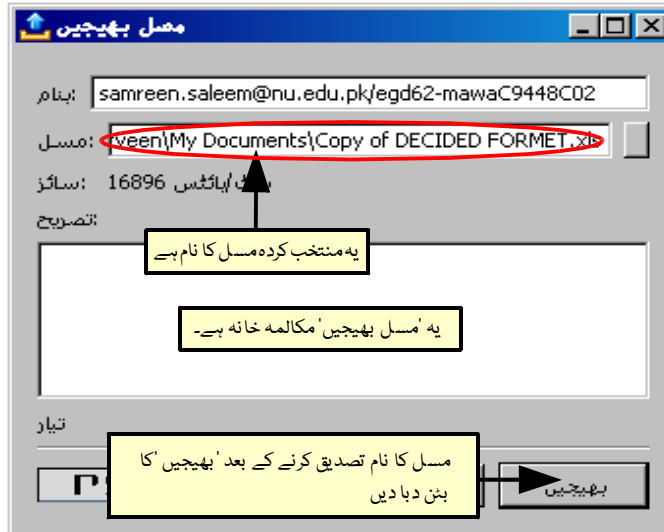 مسل بھیجیں
بنام:
samreen.saleem@nu.edu.pk/egd62-mawaC9448C02
مسل:
veen\My Documents\Copy of DECIDED FORMET.xls
سائز: 16896
بائٹس
تصریح:
یہ منتخب کردہ مسل کا نام ہے
یہ 'مسل بھیجیں' مکالمہ خانہ ہے۔
تیار
مسل کا نام تصدیق کرنے کے بعد 'بھیجیں' کا
بٹن دبا دیں
بھیجیں